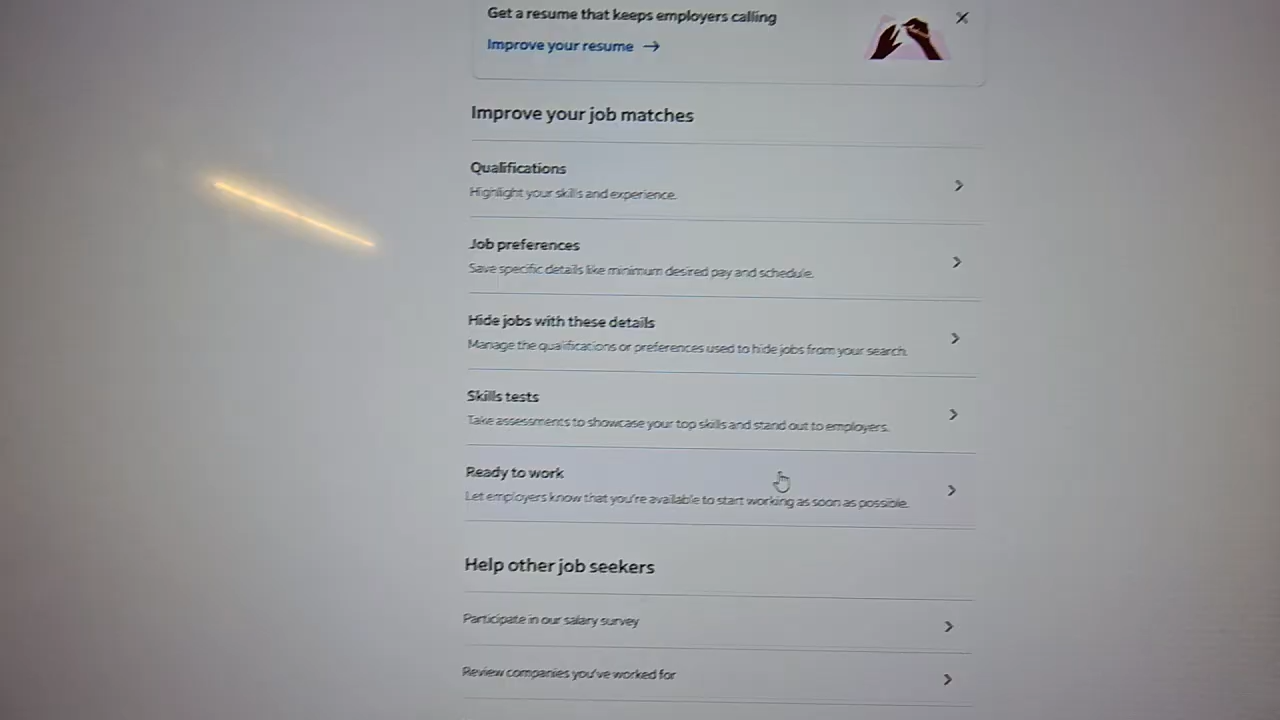 Get a resume that keeps employers calling
Improve your resume →
Improve your job matches
Qualifications
Highlight your skills and experience.
Job preferences
Save specific details like minimum desired pay and schedule.
Hide jobs with these details
Manage the qualifications or preferences used to hide jobs from your search.
Skills tests
Take assessments to showcase your top skills and stand out to employers.
Ready to work
Let employers know that you're available to start working as soon as possible.
Help other job seekers
Participate in our salary survey
Review companies you've worked for